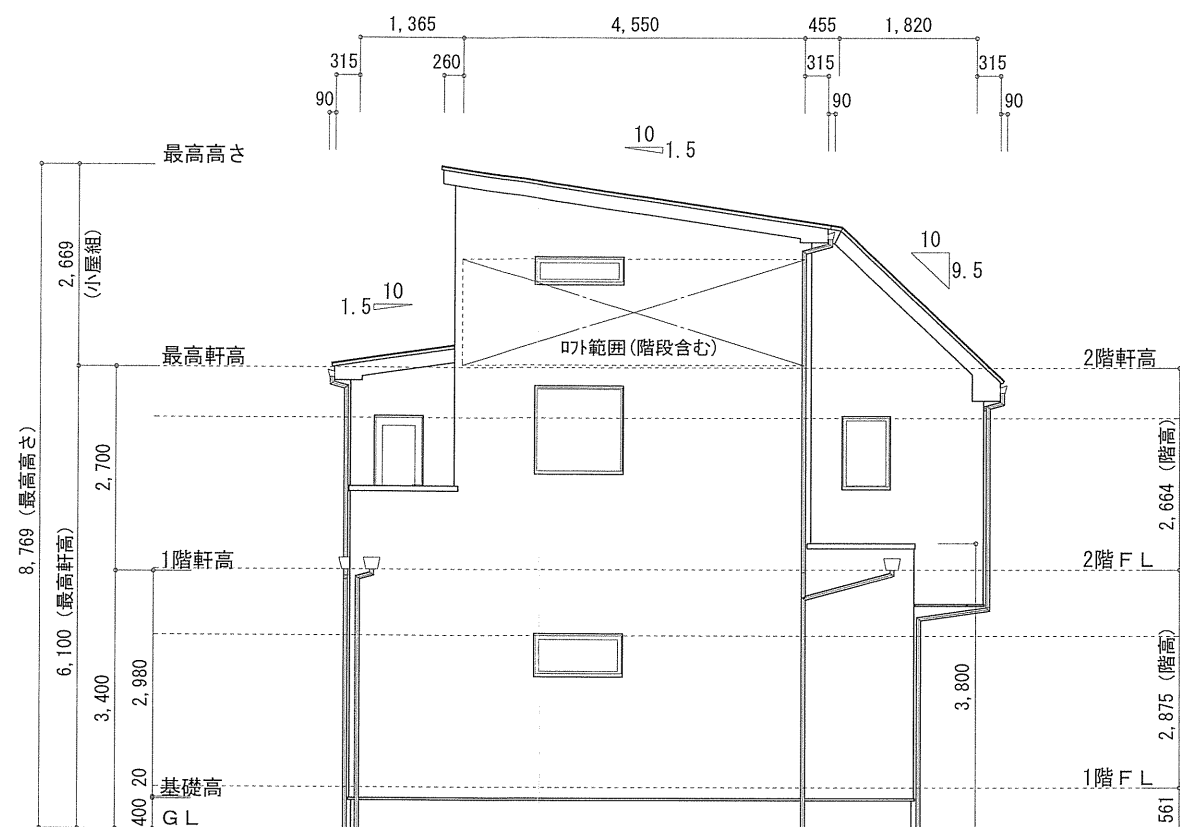 1,365
4,550
455
1,820
315
260
315
315
90
90
90
10
1.5
最高高さ
10
9.5
2,669
(小屋組)
10
1.5
ロフト範囲(階段含む)
最高軒高
2階軒高
8,769 (最高高さ)
6,100 (最高軒高)
2,700
2,664 (階高)
1階軒高
2階FL
3,400
2,980
3,800
2,875 (階高)
20
基礎高
1階FL
400
GL
561